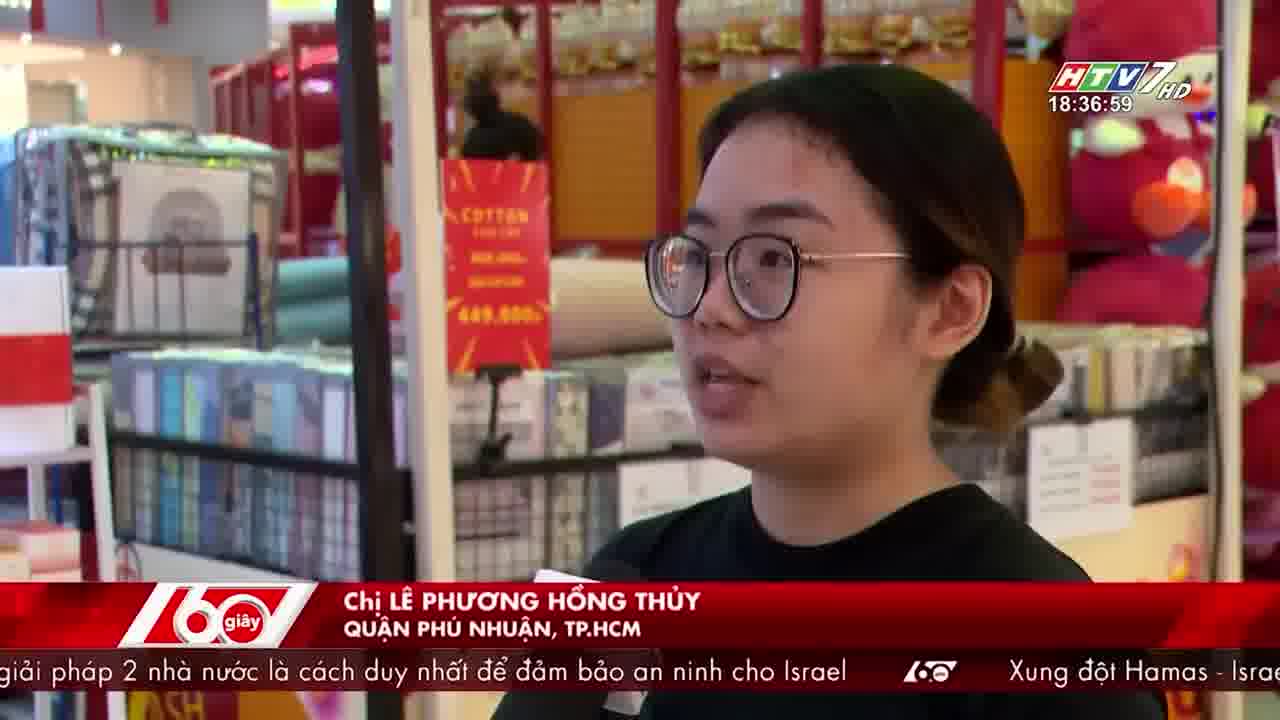 HTV7 HD
18:36:59
COTTON
449.000
60 giây
Chị LÊ PHƯƠNG HỒNG THỦY
QUẬN PHÚ NHUẬN, TP.HCM
giải pháp 2 nhà nước là cách duy nhất để đảm bảo an ninh cho Israel
60 giây
Xung đột Hamas - Israe